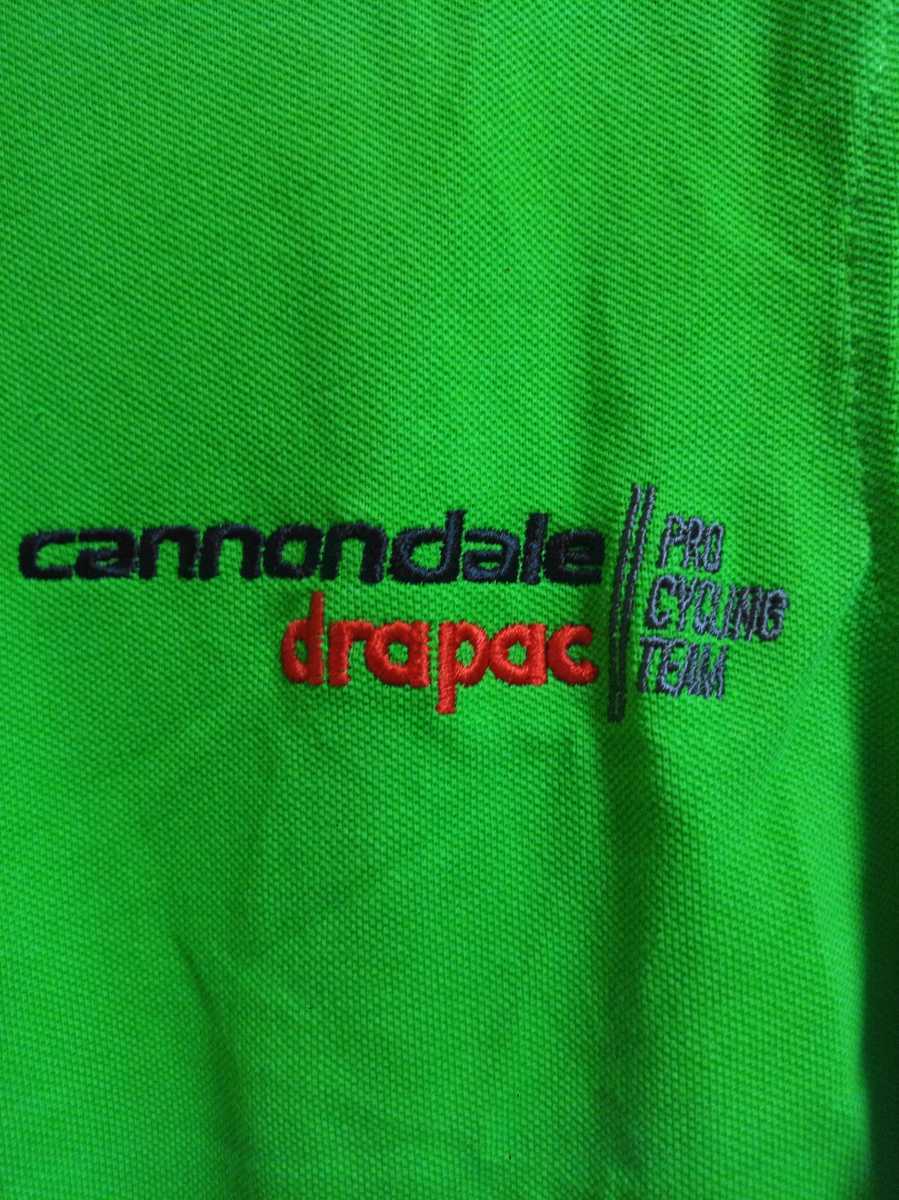 cannondale
drapac
PRO
CYCLING
TEAM